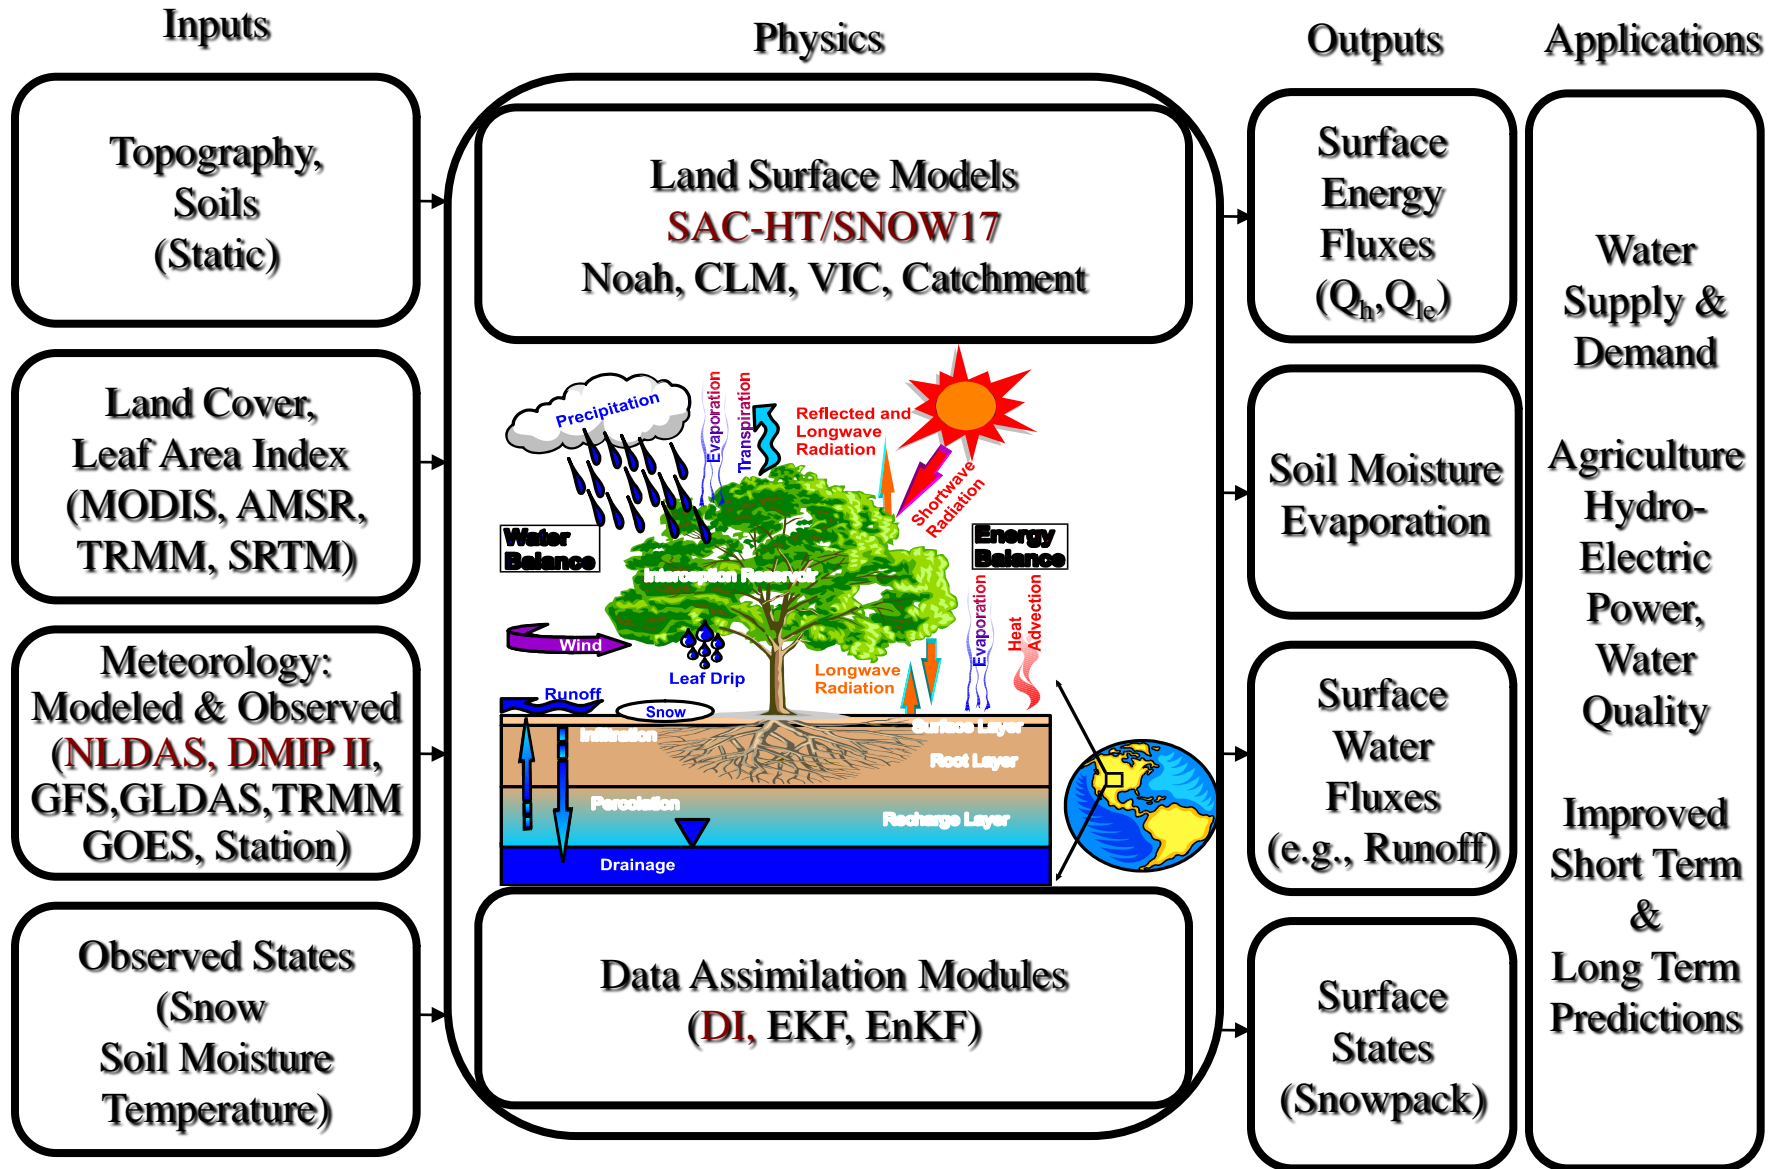 Inputs
Physics
Outputs
Applications
Topography,
Soils
(Static)
Land Cover,
Leaf Area Index
(MODIS, AMSR,
TRMM, SRTM)
Meteorology:
Modeled & Observed
(NLDAS, DMIP II,
GFS,GLDAS,TRMM
GOES, Station)
Observed States
(Snow
Soil Moisture
Temperature)
Land Surface Models
SAC-HT/SNOW17
Noah, CLM, VIC, Catchment
Precipitation
Evaporation
Transpiration
Reflected and
Longwave
Radiation
Shortwave
Radiation
Water
Balance
Energy
Balance
Interception Reservoir
Wind
Leaf Drip
Longwave
Radiation
Evaporation
Heat
Advection
Runoff
Snow
Infiltration
Surface Layer
Root Layer
Percolation
Recharge Layer
Drainage
Data Assimilation Modules
(DI, EKF, EnKF)
Surface
Energy
Fluxes
(Qh,Qle)
Soil Moisture
Evaporation
Surface
Water
Fluxes
(e.g., Runoff)
Surface
States
(Snowpack)
Water
Supply &
Demand
Agriculture
Hydro-
Electric
Power,
Water
Quality
Improved
Short Term
&
Long Term
Predictions